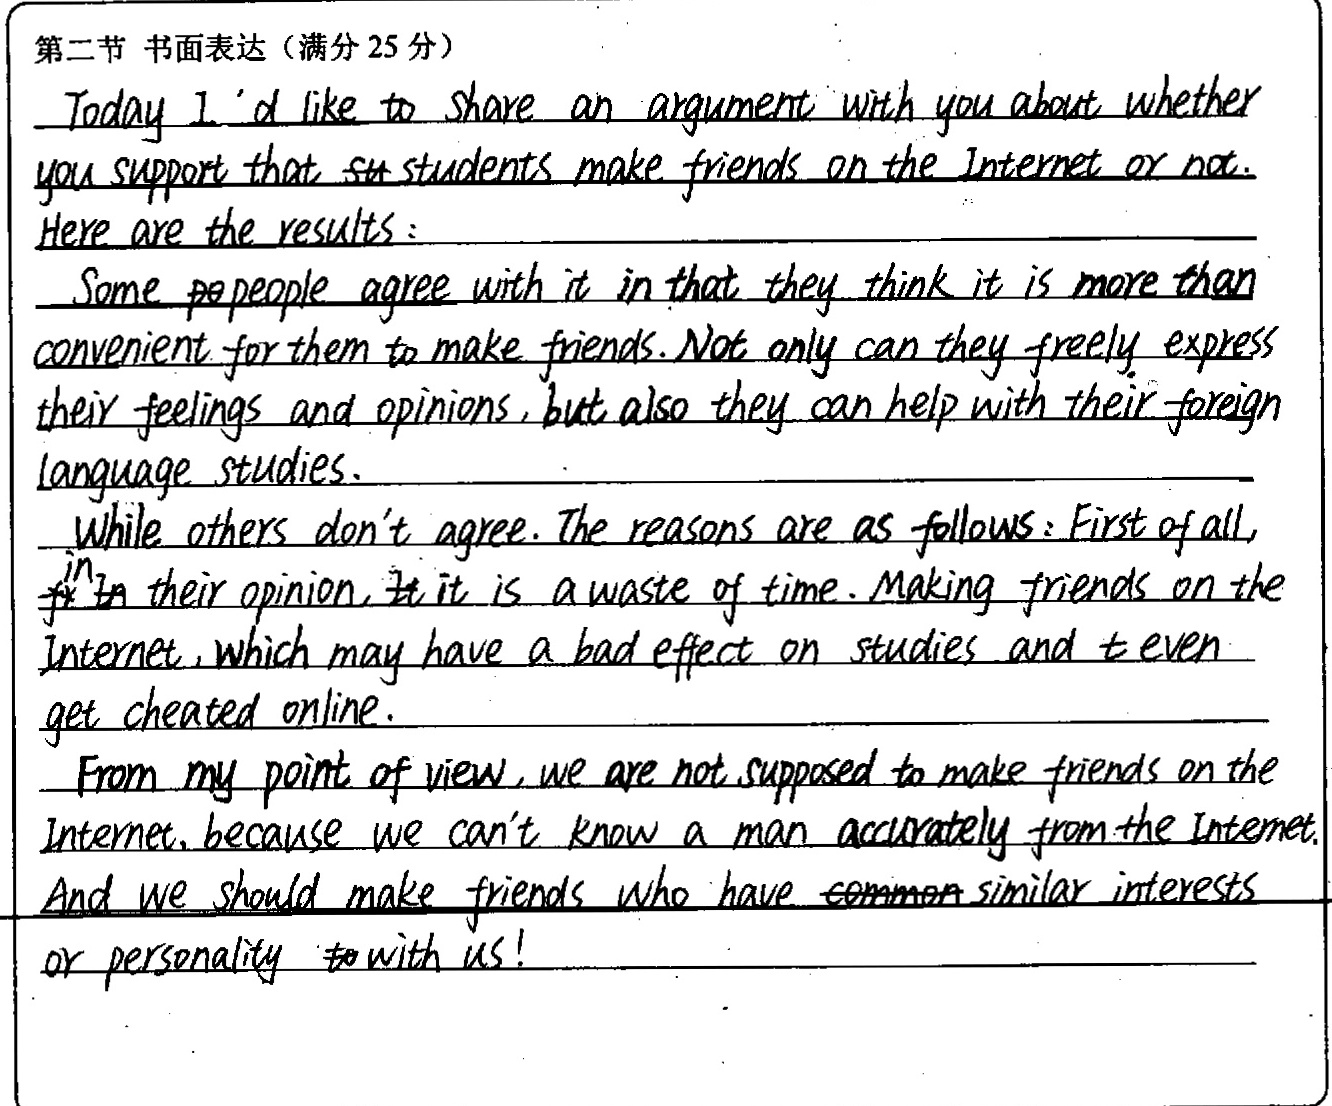 第二节 书面表达（满分 25 分）
Today I'd like to share an argument with you about whether
you support that su students make friends on the Internet or not.
Here are the results:
Some pe people agree with it in that they think it is more than
convenient for them to make friends. Not only can they freely express
their feelings and opinions, but also they can help with their foreign
language studies.
While others don't agree. The reasons are as follows: First of all,
in
In their opinion, It it is a waste of time. Making friends on the
Internet, which may have a bad effect on studies and t even
get cheated online.
From my point of view, we are not supposed to make friends on the
Internet, because we can't know a man accurately from the Internet.
And we should make friends who have common similar interests
or personality to with us!